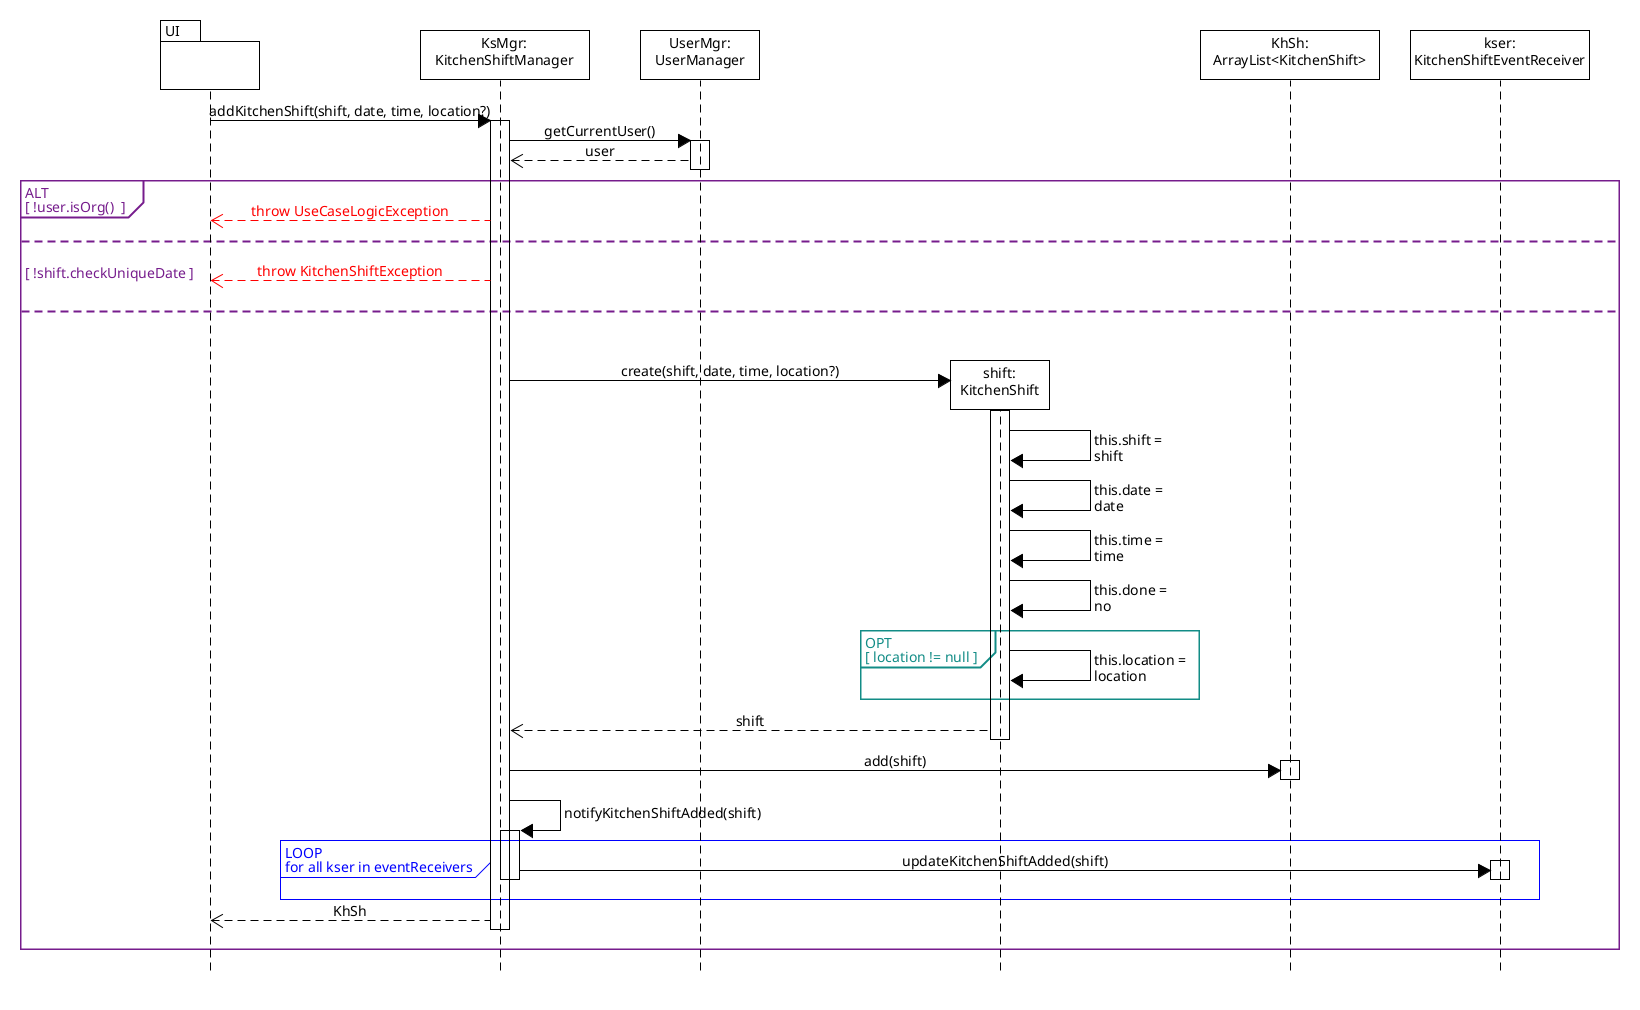 UI
KsMgr:
KitchenShiftManager
UserMgr:
UserManager
KhSh:
ArrayList<KitchenShift>
kser:
KitchenShiftEventReceiver
addKitchenShift(shift, date, time, location?)
getCurrentUser()
user
ALT
[ !user.isOrg()  ]
throw UseCaseLogicException
[ !shift.checkUniqueDate ]
throw KitchenShiftException
create(shift, date, time, location?)
shift:
KitchenShift
this.shift =
shift
this.date =
date
this.time =
time
this.done =
no
OPT
[ location != null ]
this.location =
location
shift
add(shift)
notifyKitchenShiftAdded(shift)
LOOP
for all kser in eventReceivers
updateKitchenShiftAdded(shift)
KhSh